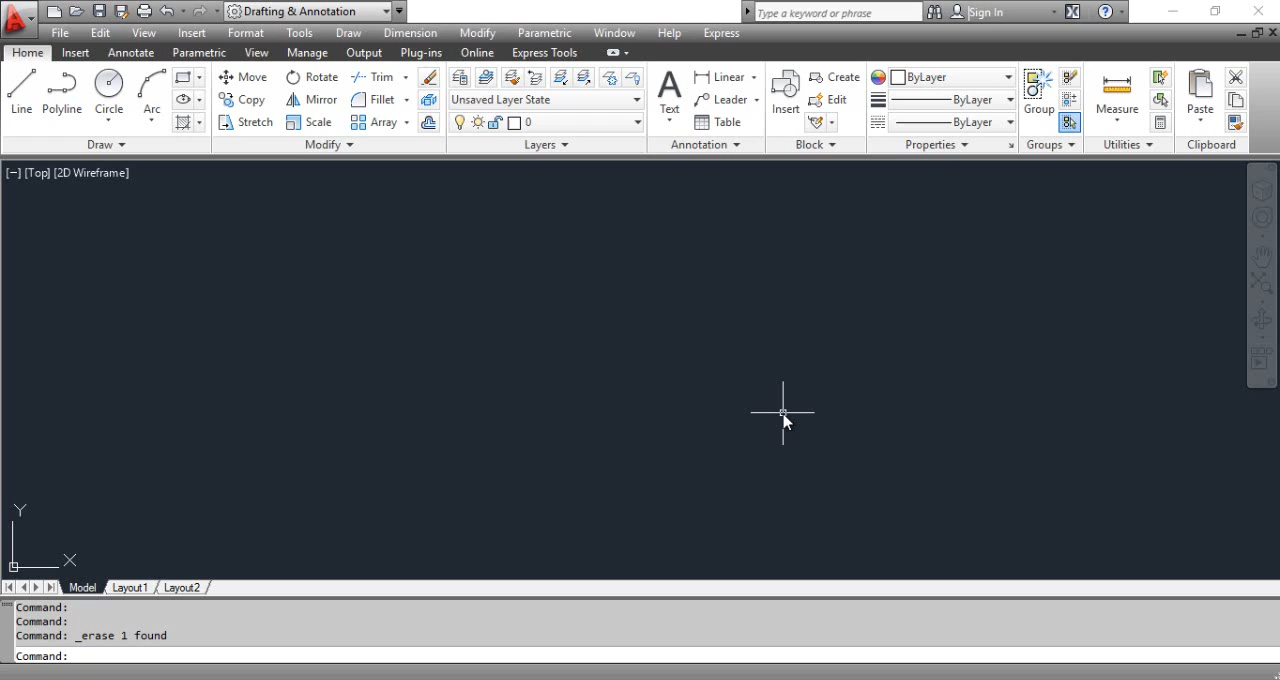 Drafting & Annotation
Type a keyword or phrase
Sign In
File Edit View Insert Format Tools Draw Dimension Modify Parametric Window Help Express
Home Insert Annotate Parametric View Manage Output Plug-ins Online Express Tools
Move Rotate Trim Unsaved Layer State Linear Create ByLayer
Line Polyline Circle Arc Copy Mirror Fillet Text Leader Insert Edit ByLayer Group Measure Paste
Stretch Scale Array 0 Table ByLayer
Draw Modify Layers Annotation Block Properties Groups Utilities Clipboard
[−] [Top] [2D Wireframe]
Y
X
Model Layout1 Layout2
Command:
Command:
Command: _erase 1 found
Command: